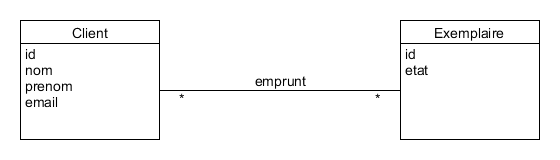 Client
id
nom
prenom
email
emprunt
*
*
Exemplaire
id
etat